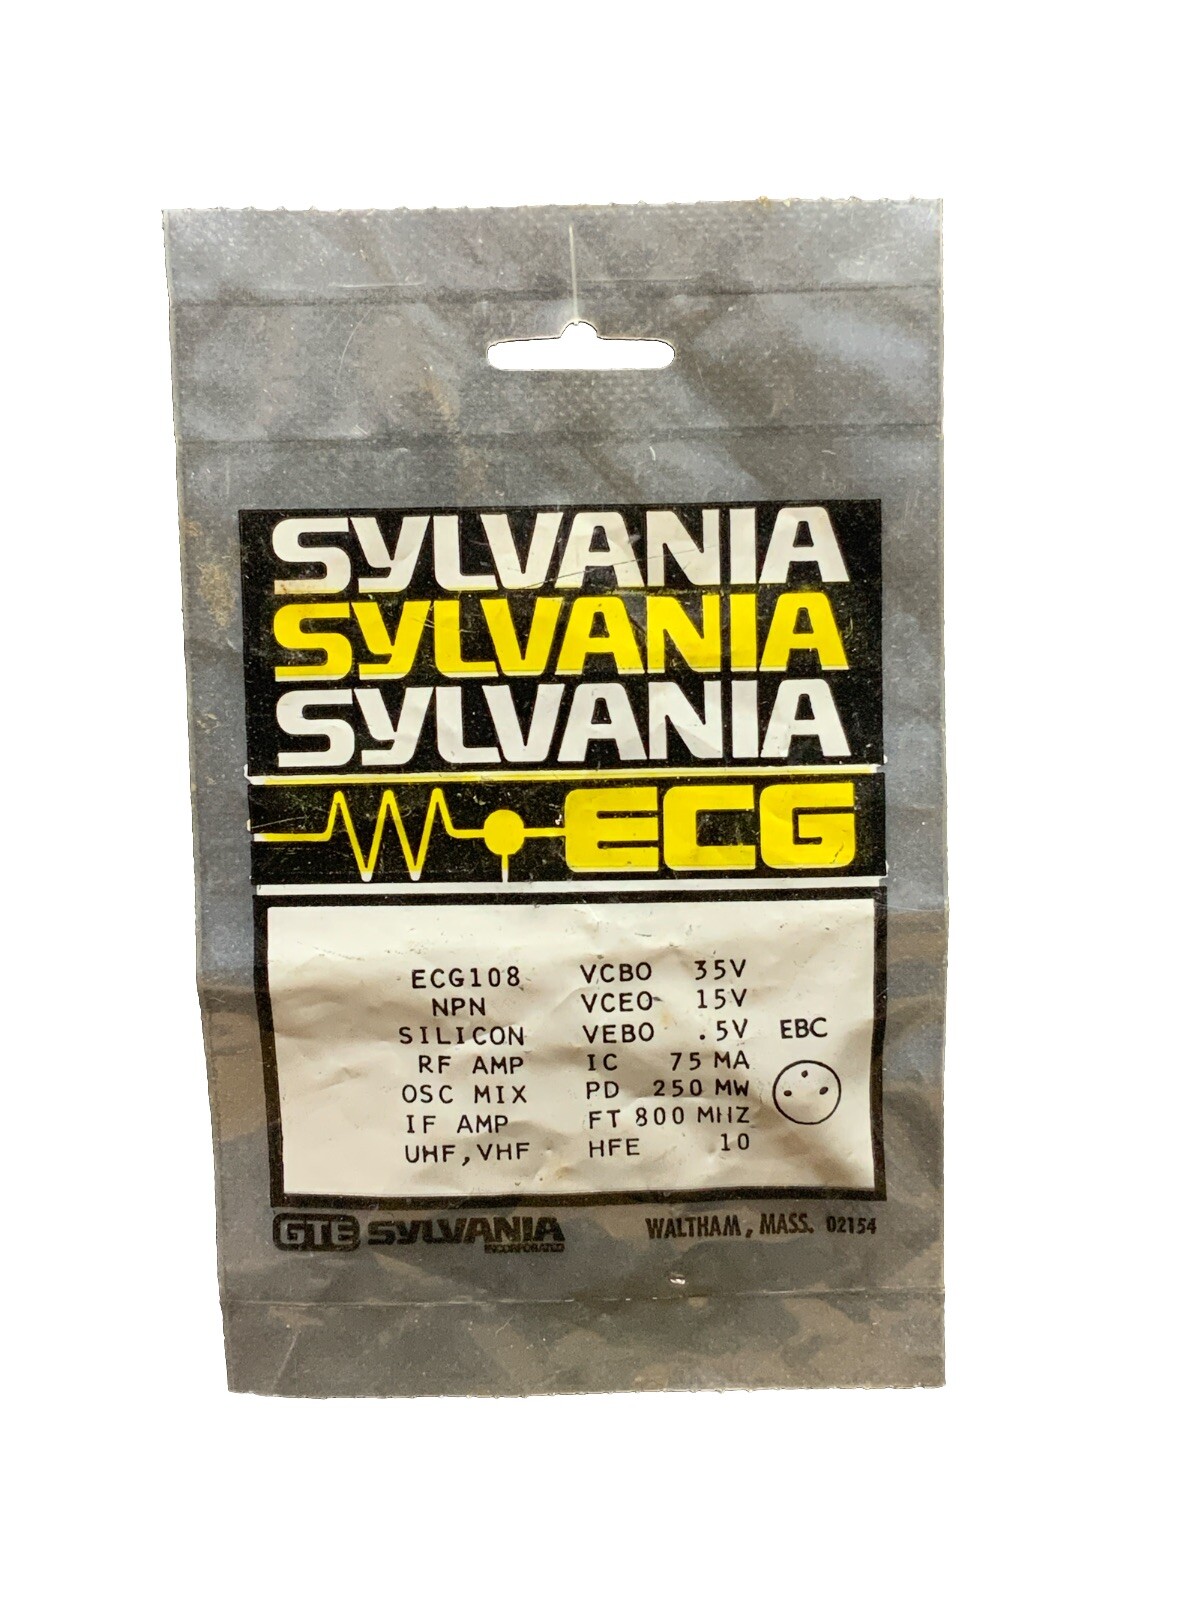 SYLVANIA
SYLVANIA
SYLVANIA
ECG
ECG108 VCBO 35V
NPN VCEO 15V
SILICON VEBO .5V EBC
RF AMP IC 75 MA
OSC MIX PD 250 MW
IF AMP FT 800 MHZ
UHF,VHF HFE 10
GTE SYLVANIA INCORPORATED WALTHAM, MASS. 02154